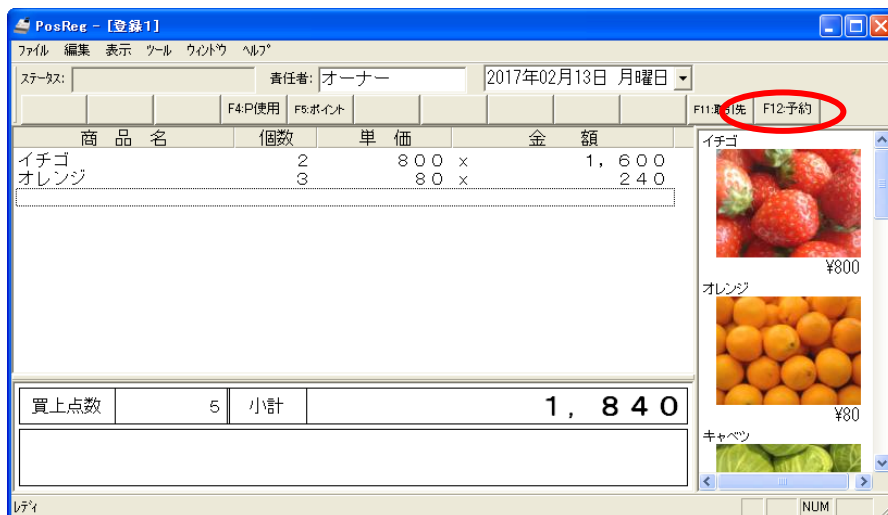 PosReg - [登録1]
ファイル 編集 表示 ツール ウィンドウ ヘルプ
ステータス: 責任者: オーナー 2017年02月13日 月曜日
F4:P使用 F5:ポイント F11:取引先 F12:予約
商 品 名 個数 単 価 金 額
イチゴ 2 800 x 1,600
オレンジ 3 80 x 240
イチゴ
¥800
オレンジ
¥80
キャベツ
買上点数 5 小計 1,840
レディ NUM